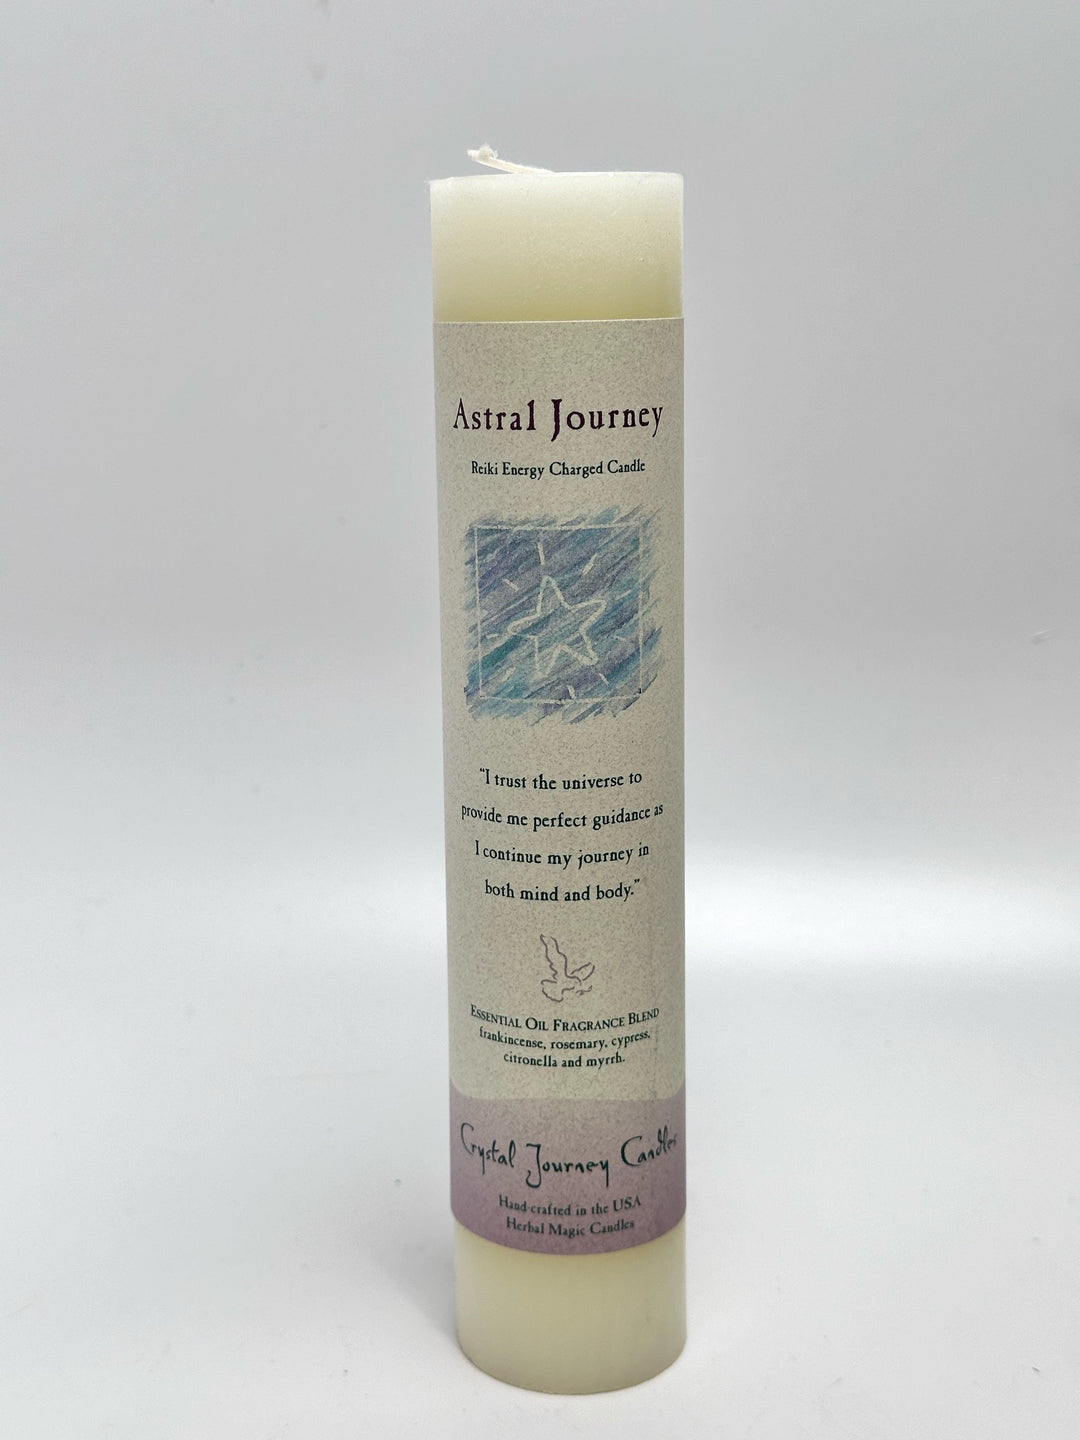 Astral Journey
Reiki Energy Charged Candle
"I trust the universe to
provide me perfect guidance as
I continue my journey in
both mind and body."
ESSENTIAL OIL FRAGRANCE BLEND
frankincense, rosemary, cypress,
citronella and myrrh.
Crystal Journey Candles
Hand-crafted in the USA
Herbal Magic Candles